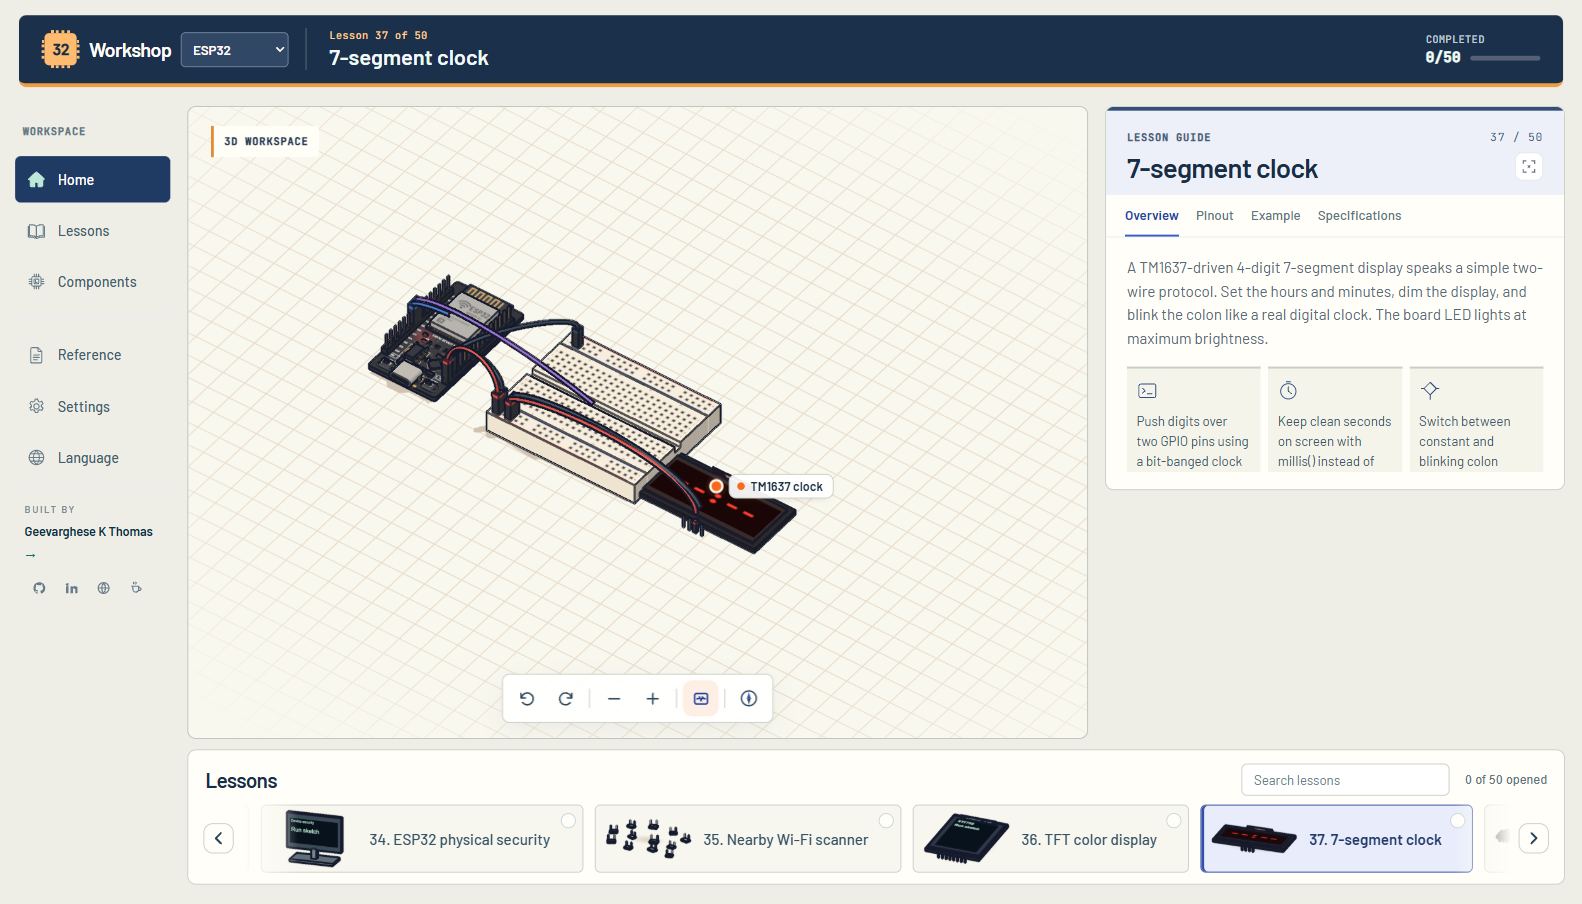 32
Workshop
ESP32
Lesson 37 of 50
7-segment clock
COMPLETED
0/50
WORKSPACE
Home
Lessons
Components
Reference
Settings
Language
BUILT BY
Geevarghese K Thomas
→
3D WORKSPACE
TM1637 clock
LESSON GUIDE
37 / 50
7-segment clock
Overview
Pinout
Example
Specifications
A TM1637-driven 4-digit 7-segment display speaks a simple two-
wire protocol. Set the hours and minutes, dim the display, and
blink the colon like a real digital clock. The board LED lights at
maximum brightness.
Push digits over
two GPIO pins using
a bit-banged clock
Keep clean seconds
on screen with
millis() instead of
Switch between
constant and
blinking colon
Lessons
Search lessons
0 of 50 opened
Run sketch
34. ESP32 physical security
35. Nearby Wi-Fi scanner
Run sketch
36. TFT color display
37. 7-segment clock